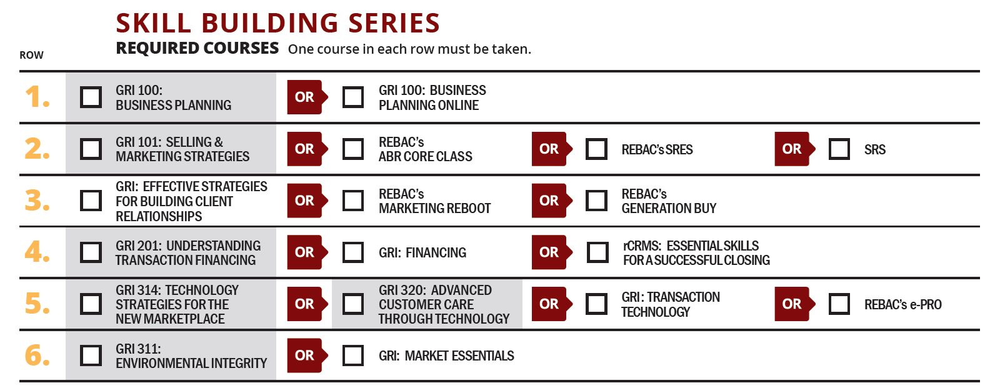 SKILL BUILDING SERIES
REQUIRED COURSES One course in each row must be taken.
ROW
1.
GRI 100:
BUSINESS PLANNING
OR
GRI 100: BUSINESS
PLANNING ONLINE
2.
GRI 101: SELLING &
MARKETING STRATEGIES
OR
REBAC's
ABR CORE CLASS
OR
REBAC's SRES
OR
SRS
3.
GRI: EFFECTIVE STRATEGIES
FOR BUILDING CLIENT
RELATIONSHIPS
OR
REBAC's
MARKETING REBOOT
OR
REBAC's
GENERATION BUY
4.
GRI 201: UNDERSTANDING
TRANSACTION FINANCING
OR
GRI: FINANCING
OR
rCRMS: ESSENTIAL SKILLS
FOR A SUCCESSFUL CLOSING
5.
GRI 314: TECHNOLOGY
STRATEGIES FOR THE
NEW MARKETPLACE
OR
GRI 320: ADVANCED
CUSTOMER CARE
THROUGH TECHNOLOGY
OR
GRI: TRANSACTION
TECHNOLOGY
OR
REBAC's e-PRO
6.
GRI 311:
ENVIRONMENTAL INTEGRITY
OR
GRI: MARKET ESSENTIALS